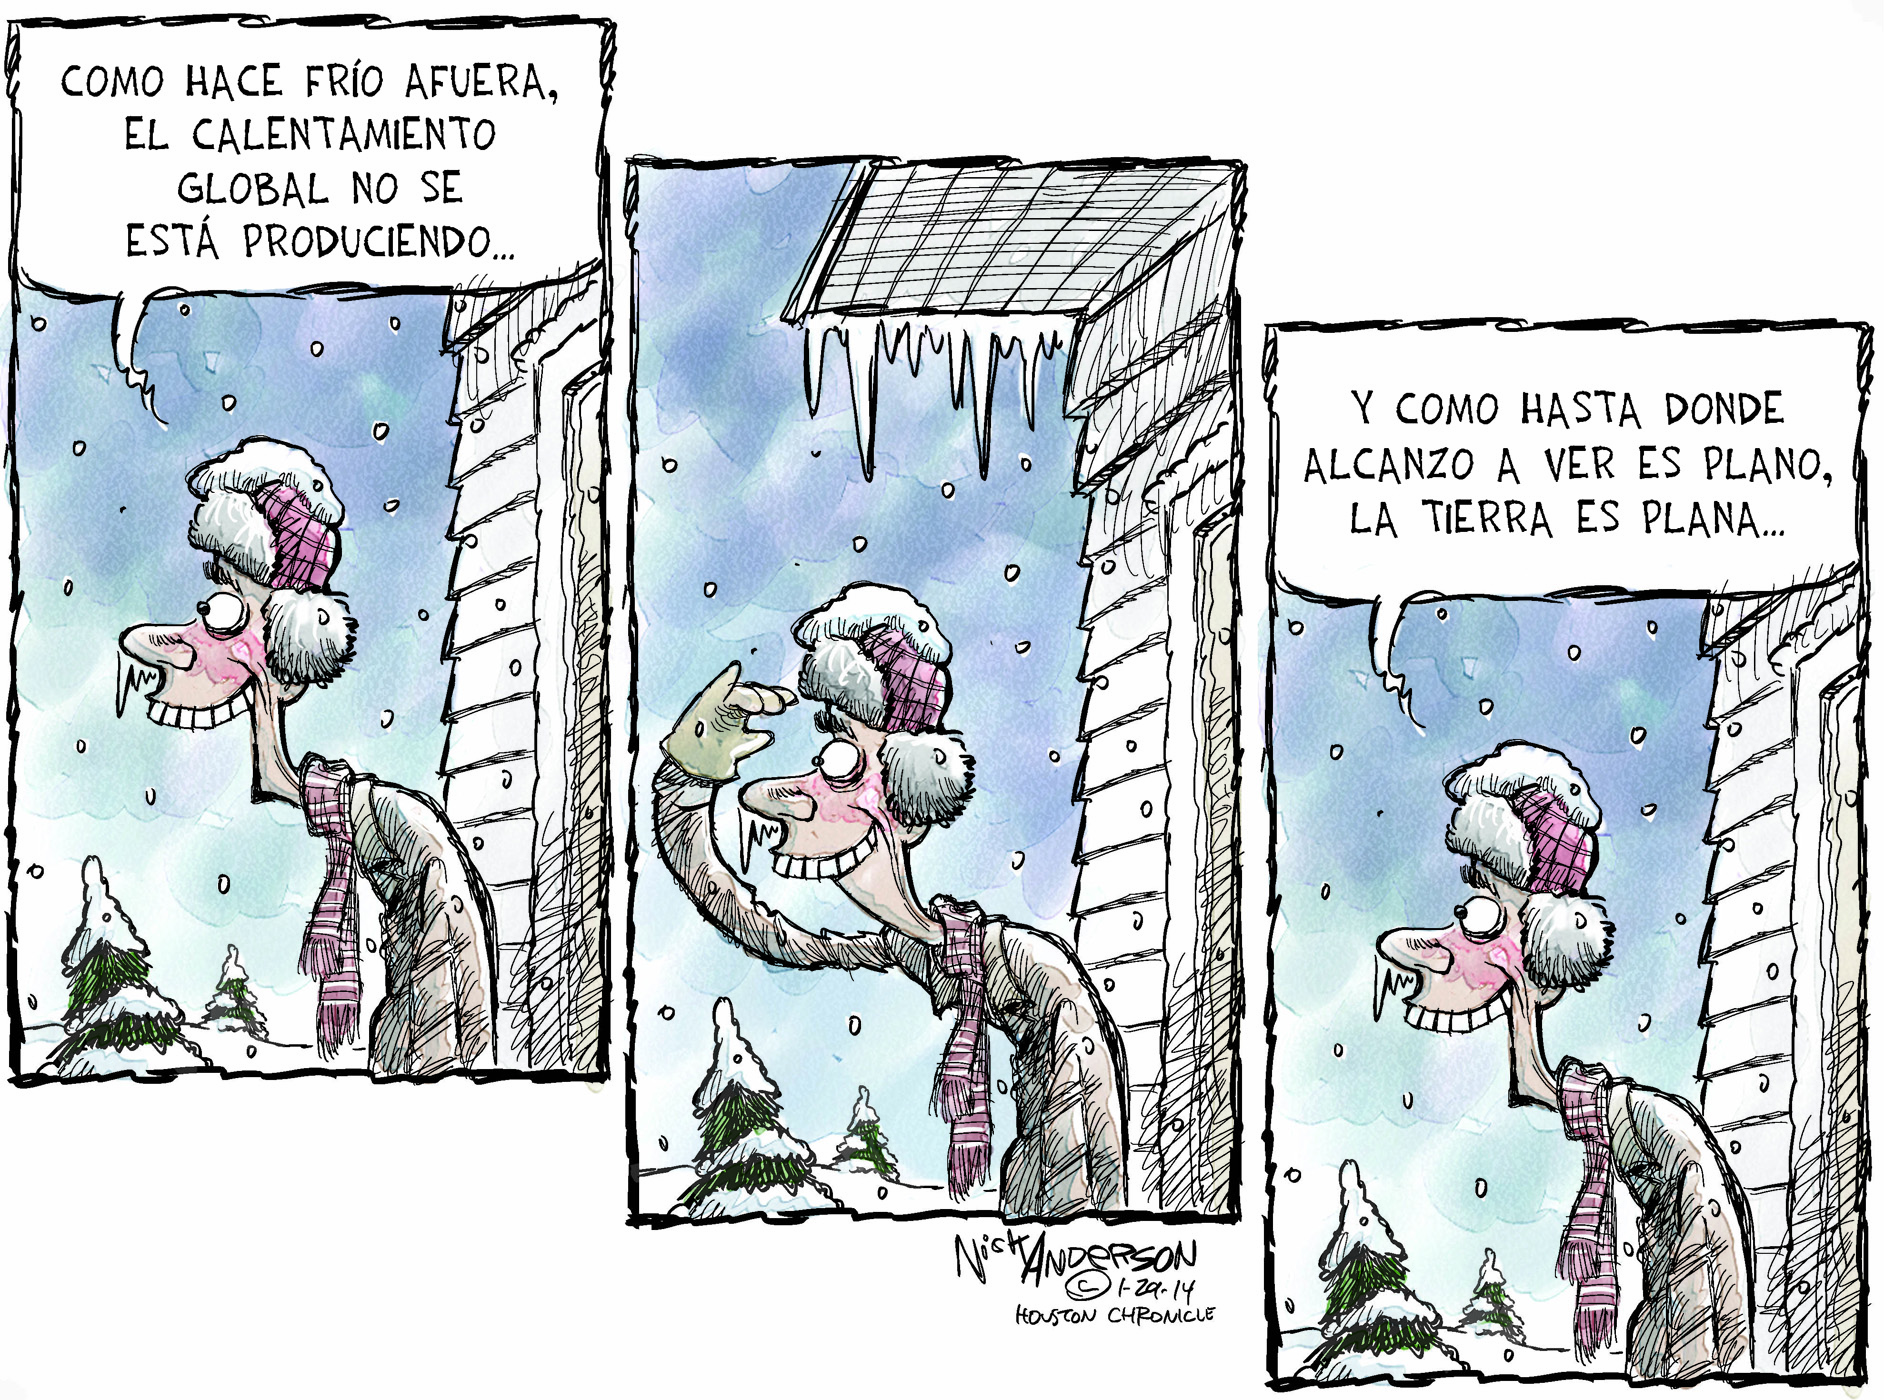 COMO HACE FRÍO AFUERA,
EL CALENTAMIENTO
GLOBAL NO SE
ESTÁ PRODUCIENDO...
Y COMO HASTA DONDE
ALCANZO A VER ES PLANO,
LA TIERRA ES PLANA...
NICK ANDERSON
© 1-29-14
HOUSTON CHRONICLE